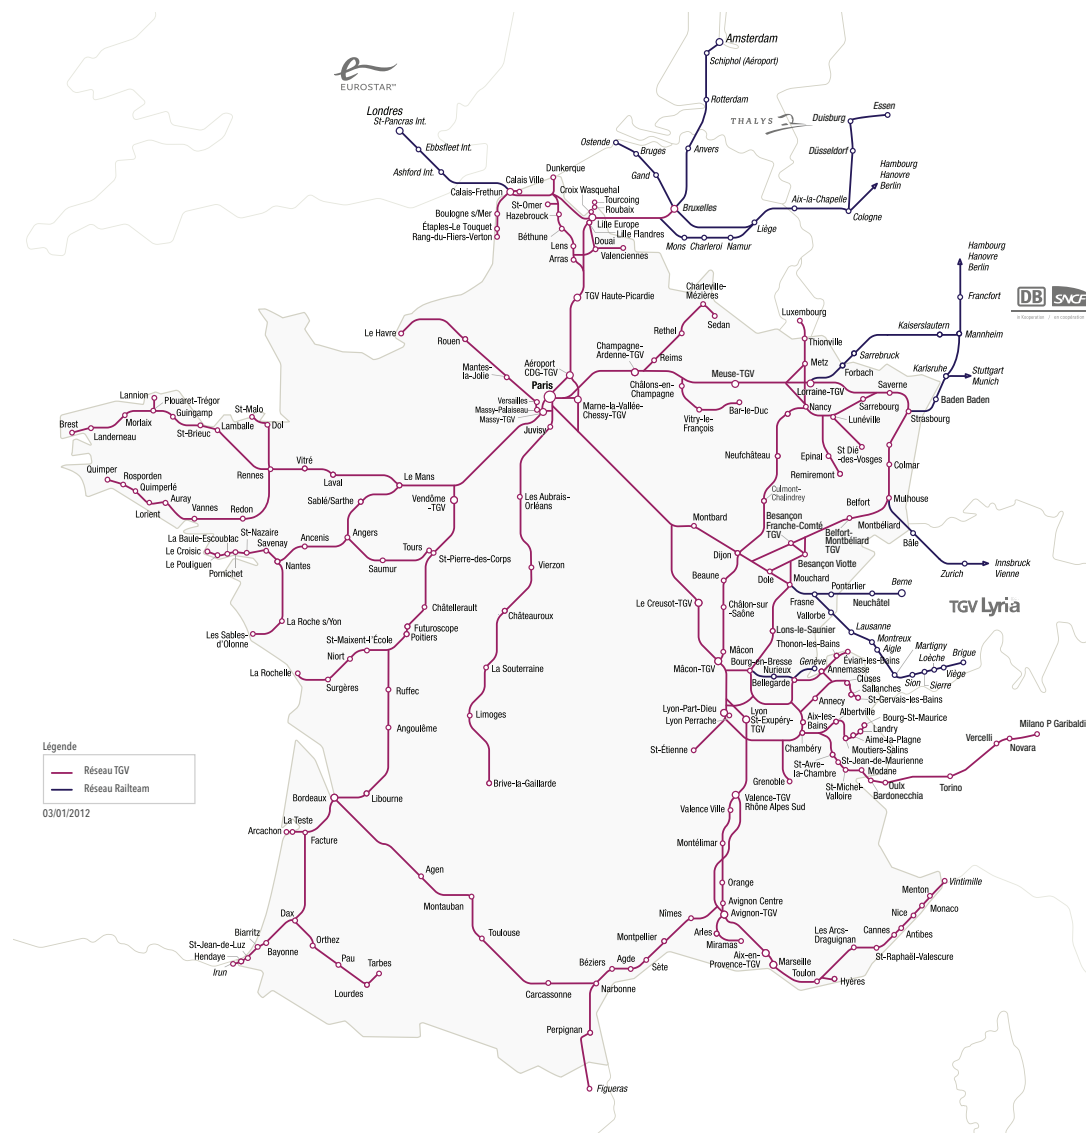 Amsterdam
Schiphol (Aéroport)
EUROSTAR™
Rotterdam
Essen
Londres
St-Pancras Int.
THALYS
Duisburg
Ostende
Bruges
Anvers
Düsseldorf
Ebbsfleet Int.
Hambourg
Hanovre
Berlin
Ashford Int.
Gand
Dunkerque
Calais Ville
Calais-Frethun
Croix Wasquehal
Tourcoing
Roubaix
St-Omer
Hazebrouck
Bruxelles
Aix-la-Chapelle
Cologne
Boulogne s/Mer
Étaples-Le Touquet
Rang-du-Fliers-Verton
Lille Europe
Lille Flandres
Béthune
Douai
Liège
Lens
Arras
Valenciennes
Mons
Charleroi
Namur
Hambourg
Hanovre
Berlin
DB
SNCF
TGV Haute-Picardie
Charleville-
Mézières
Sedan
Francfort
Luxembourg
Le Havre
Rouen
Rethel
Thionville
Kaiserslautern
Mannheim
Champagne-
Ardenne-TGV
Reims
Metz
Sarrebruck
Forbach
Mantes-
la-Jolie
Aéroport
CDG-TGV
Meuse-TGV
Karlsruhe
Stuttgart
Munich
Paris
Châlons-en-
Champagne
Lorraine-TGV
Saverne
Baden Baden
Versailles
Massy-Palaiseau
Massy-TGV
Marne-la-Vallée-
Chessy-TGV
Bar-le-Duc
Vitry-le-
François
Nancy
Sarrebourg
Strasbourg
Lunéville
Juvisy
Lannion
Plouaret-Trégor
Guingamp
St-Malo
Brest
Landerneau
Morlaix
St-Brieuc
Lamballe
Dol
Neufchâteau
Epinal
St Dié
-des-Vosges
Remiremont
Colmar
Quimper
Rosporden
Quimperlé
Auray
Lorient
Vannes
Redon
Rennes
Vitré
Laval
Le Mans
Sablé/Sarthe
Vendôme
-TGV
Les Aubrais-
Orléans
Culmont-
Chalindrey
Mulhouse
Belfort
Montbard
Besançon
Franche-Comté
TGV
Montbéliard
Belfort-
Montbéliard
TGV
Bâle
La Baule-Escoublac
St-Nazaire
Savenay
Ancenis
Angers
Le Croisic
Le Pouliguen
Pornichet
Nantes
Tours
Saumur
St-Pierre-des-Corps
Vierzon
Dijon
Besançon Viotte
Zurich
Innsbruck
Vienne
Beaune
Dole
Mouchard
Pontarlier
Berne
Frasne
Neuchâtel
TGV Lyria
Châtellerault
Châteauroux
Le Creusot-TGV
Châlon-sur
-Saône
Vallorbe
Lausanne
Montreux
Aigle
La Roche s/Yon
Les Sables-
d'Olonne
Futuroscope
Poitiers
St-Maixent-l'École
Niort
La Rochelle
Surgères
Lons-le-Saunier
Thonon-les-Bains
Martigny
Loèche
Brigue
Mâcon
Mâcon-TGV
Bourg-en-Bresse
Nurieux
Genève
Évian-les-Bains
Annemasse
Sion
Sierre
Viège
La Souterraine
Bellegarde
Cluses
Sallanches
St-Gervais-les-Bains
Ruffec
Limoges
Lyon-Part-Dieu
Lyon Perrache
Lyon
St-Exupéry-
TGV
Annecy
Albertville
Aix-les-
Bains
Bourg-St-Maurice
Landry
Aime-la-Plagne
Moutiers-Salins
Milano P Garibaldi
Vercelli
Novara
Angoulême
St-Étienne
Chambéry
St-Avre-
la-Chambre
St-Jean-de-Maurienne
Modane
Légende
Réseau TGV
Réseau Railteam
03/01/2012
Brive-la-Gaillarde
Grenoble
St-Michel-
Valloire
Oulx
Bardonecchia
Torino
Bordeaux
Libourne
Valence-TGV
Rhône Alpes Sud
Valence Ville
La Teste
Arcachon
Facture
Montélimar
Agen
Orange
Vintimille
Menton
Monaco
Montauban
Avignon Centre
Avignon-TGV
Nîmes
Nice
Dax
Biarritz
St-Jean-de-Luz
Hendaye
Irun
Bayonne
Orthez
Toulouse
Montpellier
Arles
Miramas
Les Arcs-
Draguignan
Cannes
Antibes
Aix-en-
Provence-TGV
St-Raphaël-Valescure
Pau
Tarbes
Lourdes
Béziers
Agde
Sète
Marseille
Toulon
Hyères
Carcassonne
Narbonne
Perpignan
Figueras